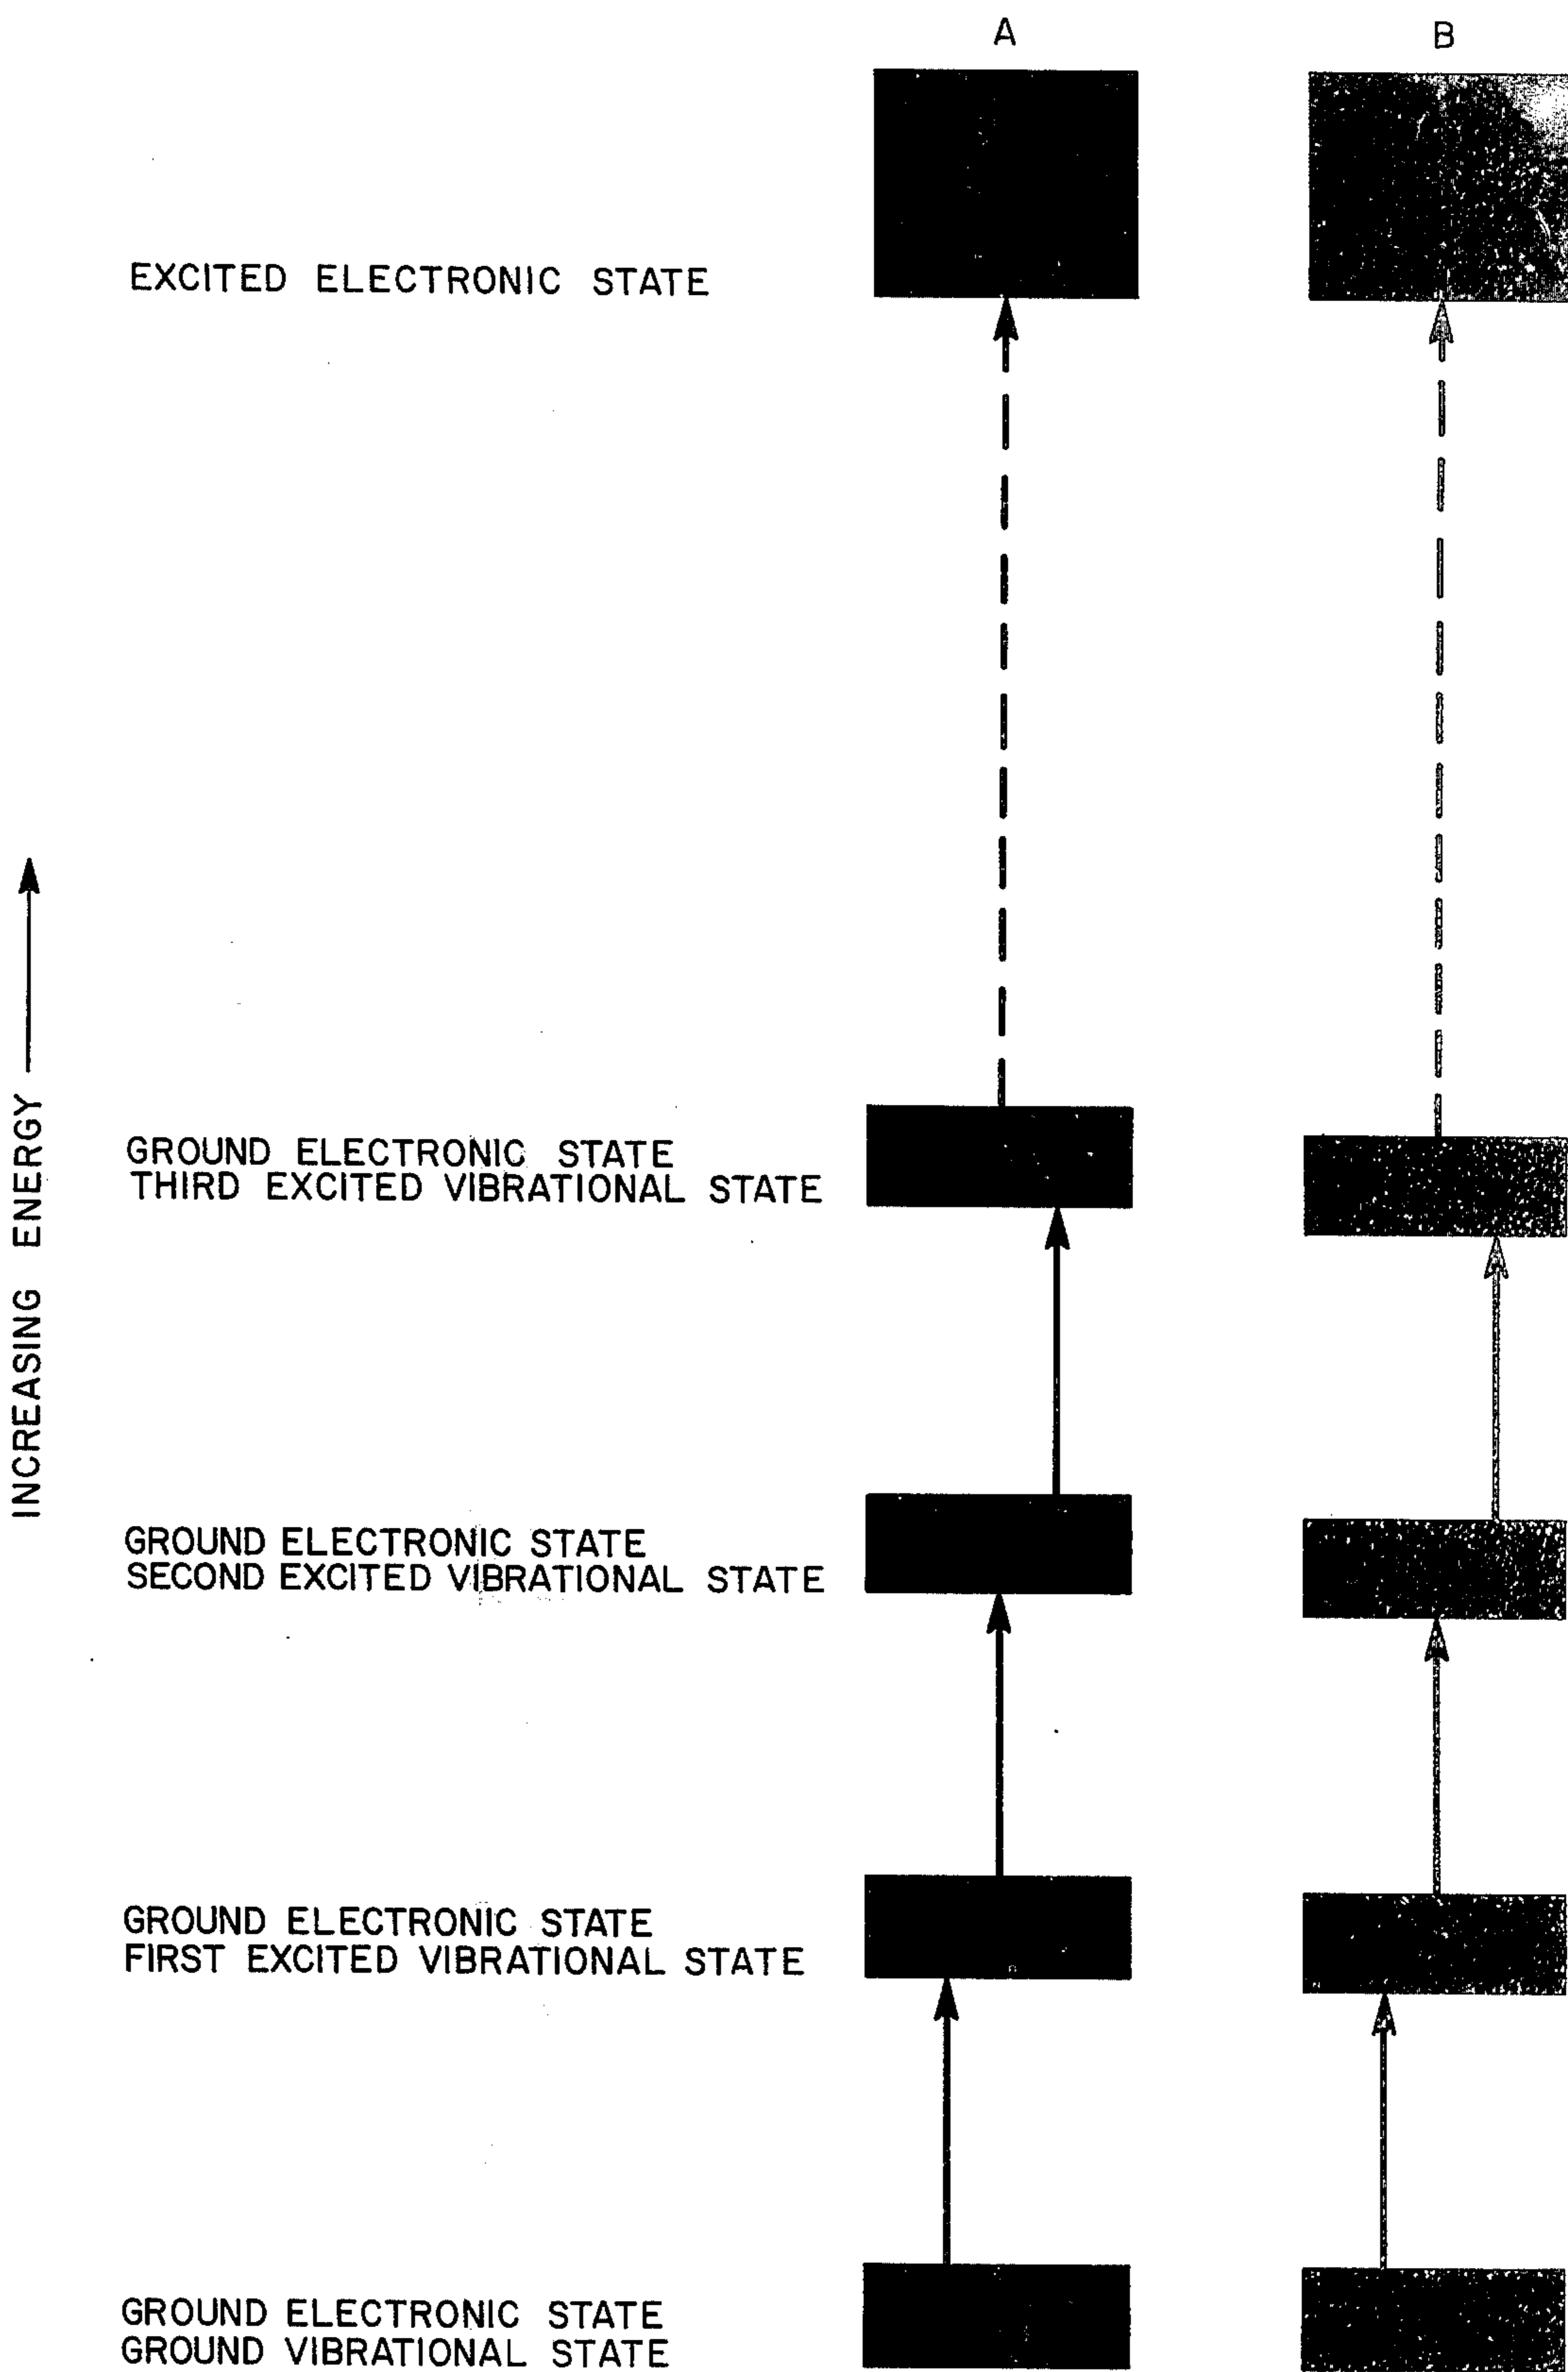 A
B
EXCITED ELECTRONIC STATE
INCREASING ENERGY
GROUND ELECTRONIC STATE
THIRD EXCITED VIBRATIONAL STATE
GROUND ELECTRONIC STATE
SECOND EXCITED VIBRATIONAL STATE
GROUND ELECTRONIC STATE
FIRST EXCITED VIBRATIONAL STATE
GROUND ELECTRONIC STATE
GROUND VIBRATIONAL STATE